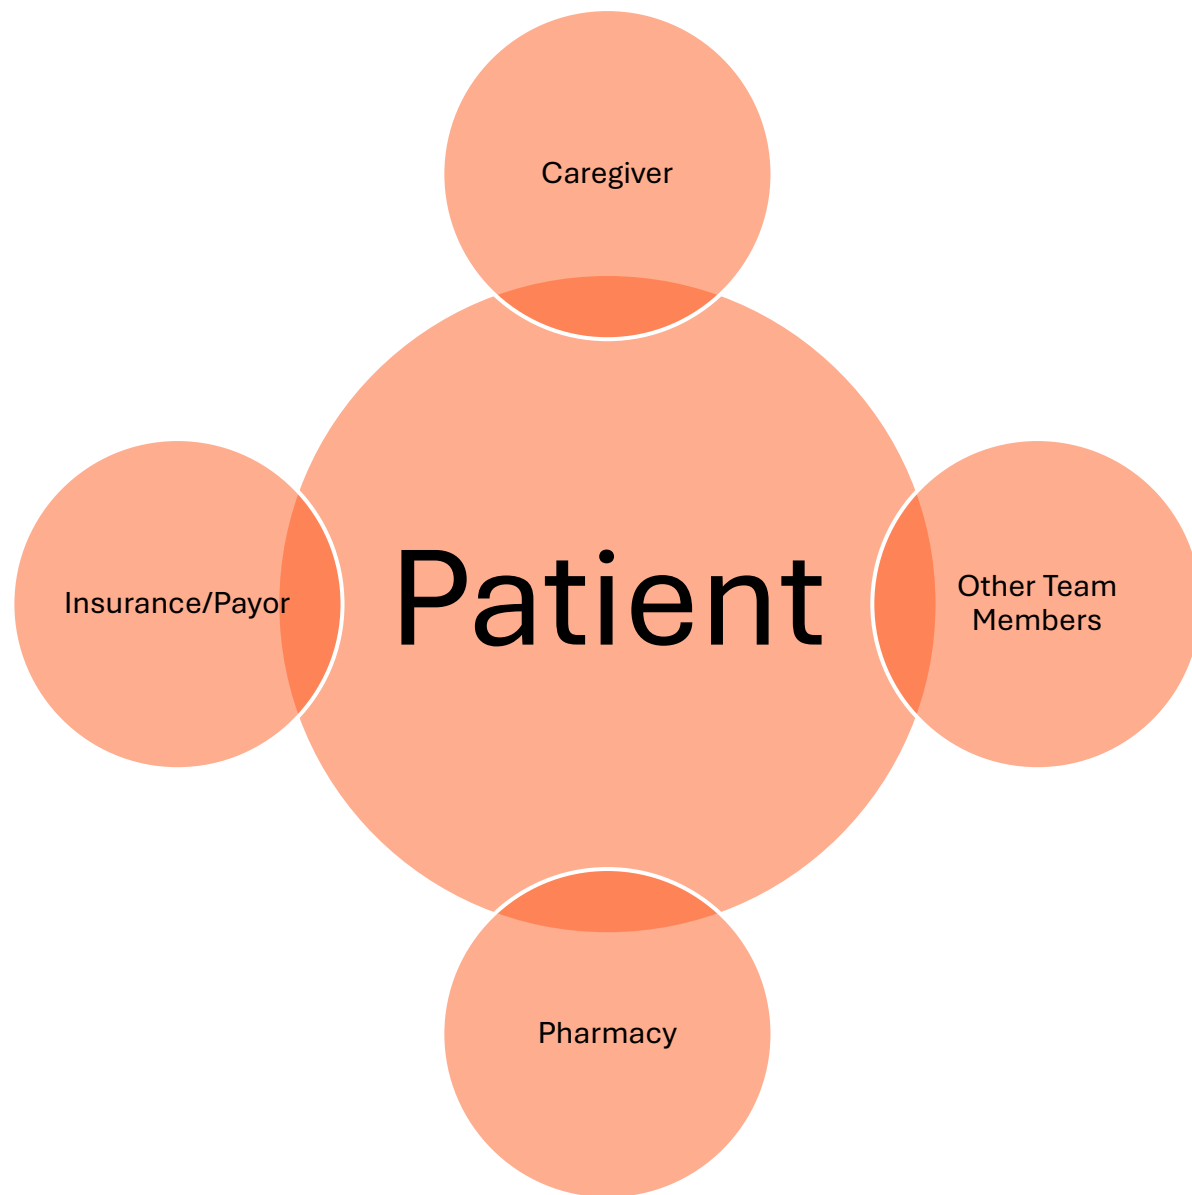 Caregiver
Insurance/Payor
Patient
Other Team
Members
Pharmacy